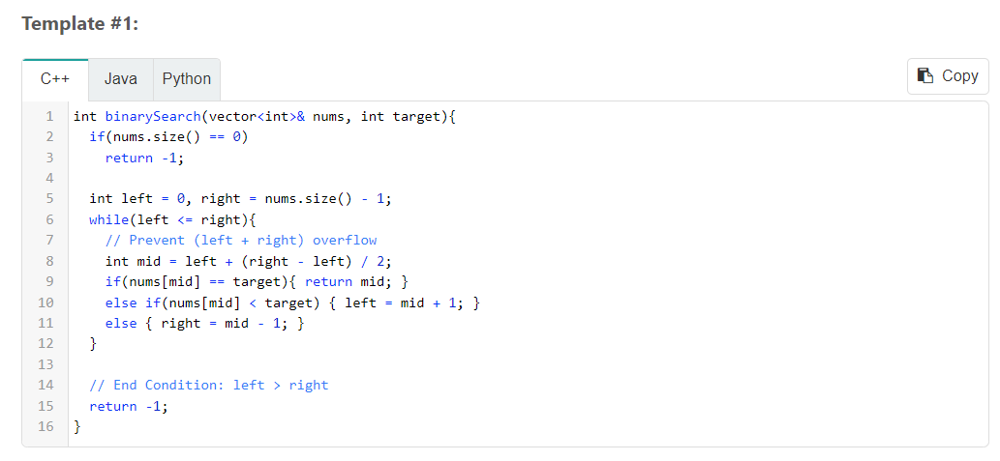 Template #1:
C++ Java Python Copy
1 int binarySearch(vector<int>& nums, int target){
2   if(nums.size() == 0)
3     return -1;
4
5   int left = 0, right = nums.size() - 1;
6   while(left <= right){
7     // Prevent (left + right) overflow
8     int mid = left + (right - left) / 2;
9     if(nums[mid] == target){ return mid; }
10     else if(nums[mid] < target) { left = mid + 1; }
11     else { right = mid - 1; }
12   }
13
14   // End Condition: left > right
15   return -1;
16 }